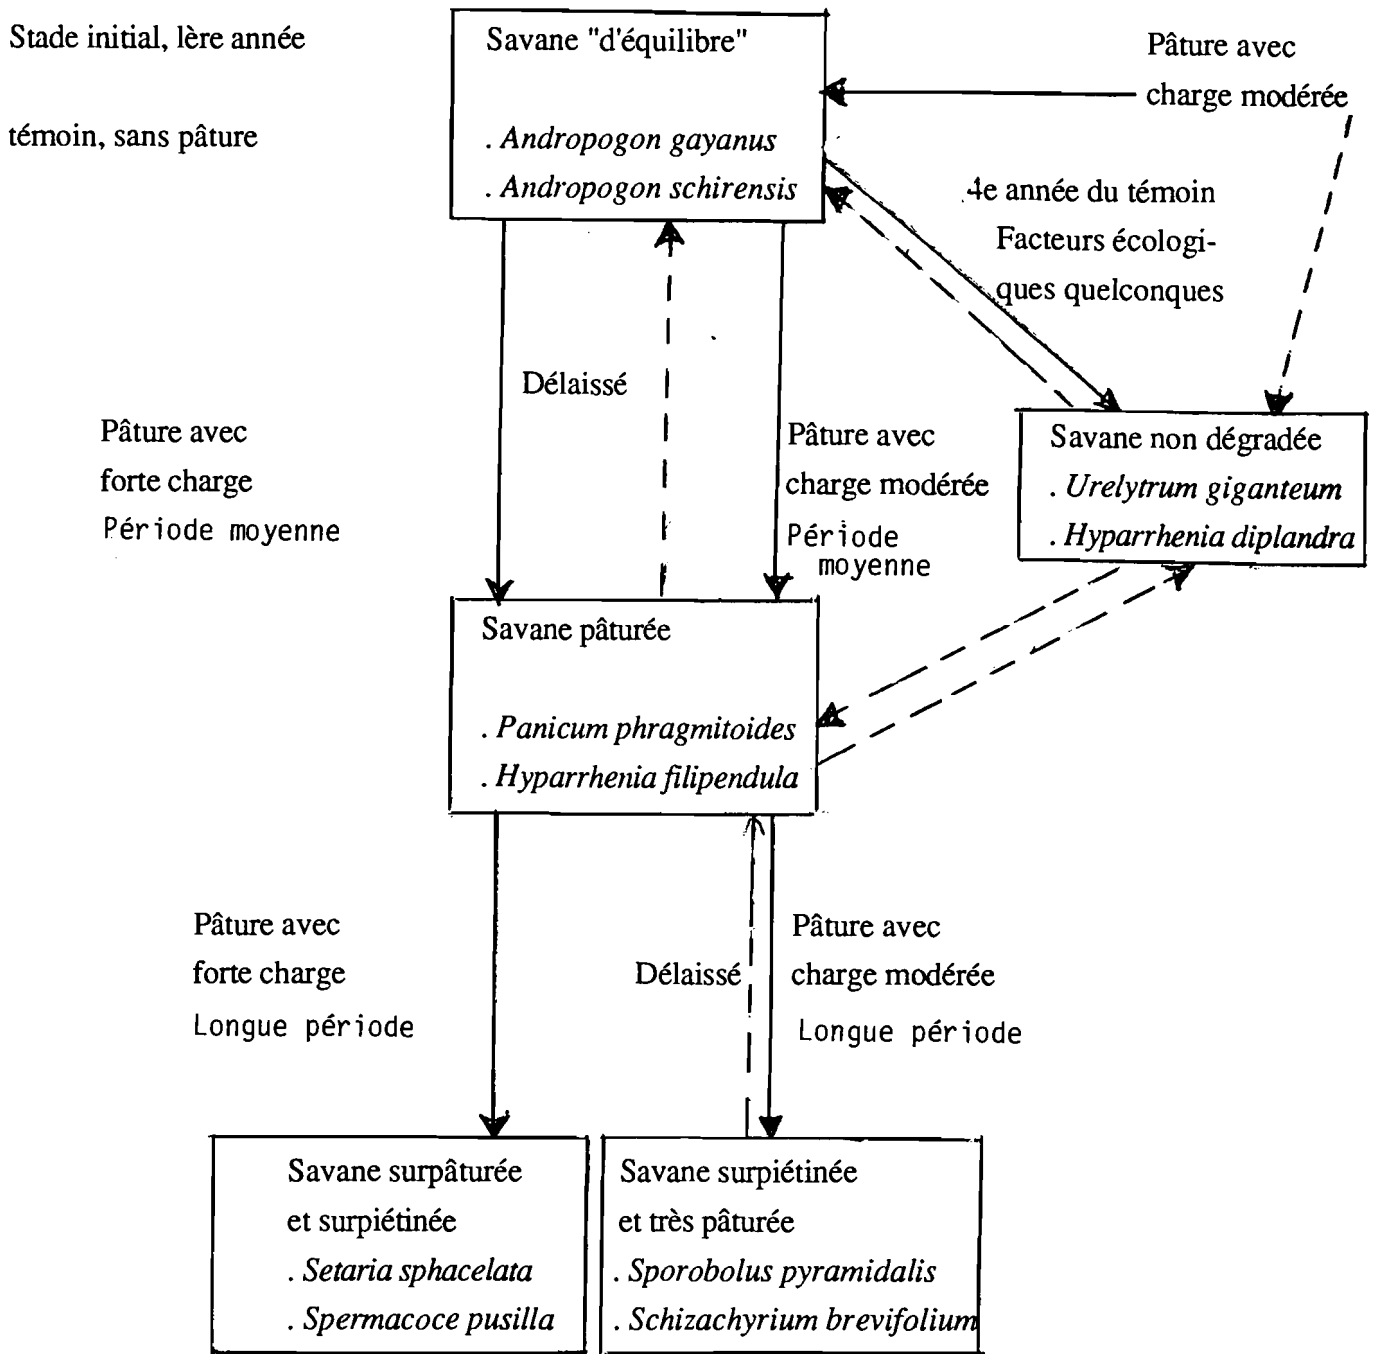 Stade initial, lère année
témoin, sans pâture
Savane "d'équilibre"
. Andropogon gayanus
. Andropogon schirensis
Pâture avec
charge modérée
4e année du témoin
Facteurs écologi-
ques quelconques
Délaissé
Pâture avec
forte charge
Période moyenne
Pâture avec
charge modérée
Période
moyenne
Savane non dégradée
. Urelytrum giganteum
. Hyparrhenia diplandra
Savane pâturée
. Panicum phragmitoides
. Hyparrhenia filipendula
Pâture avec
forte charge
Longue période
Délaissé
Pâture avec
charge modérée
Longue période
Savane surpâturée
et surpiétinée
. Setaria sphacelata
. Spermacoce pusilla
Savane surpiétinée
et très pâturée
. Sporobolus pyramidalis
. Schizachyrium brevifolium